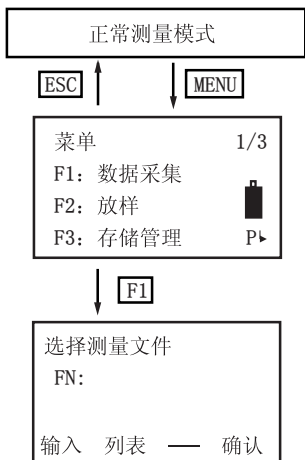 正常测量模式
ESC MENU
菜单 1/3
F1: 数据采集
F2: 放样
F3: 存储管理 P
F1
选择测量文件
FN:
输入 列表 — 确认